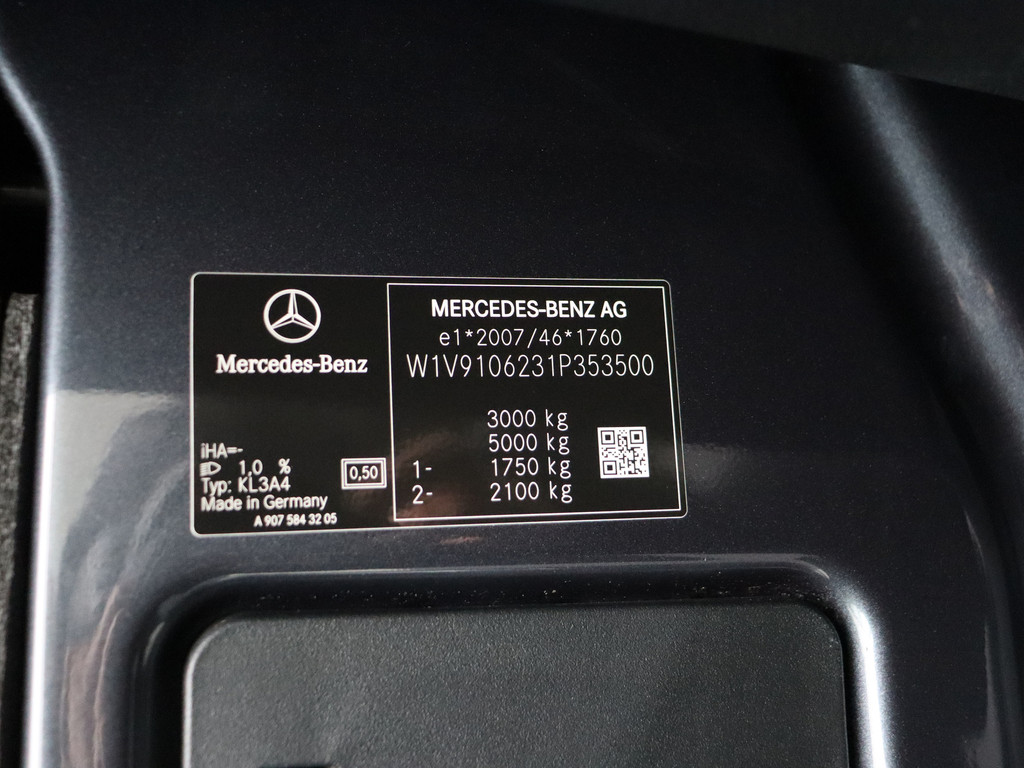 Mercedes-Benz
iHA=-
1.0 %
Typ: KL3A4
Made in Germany
A 907 584 32 05
0,50
MERCEDES-BENZ AG
e1*2007/46*1760
W1V9106231P353500
3000 kg
5000 kg
1- 1750 kg
2- 2100 kg